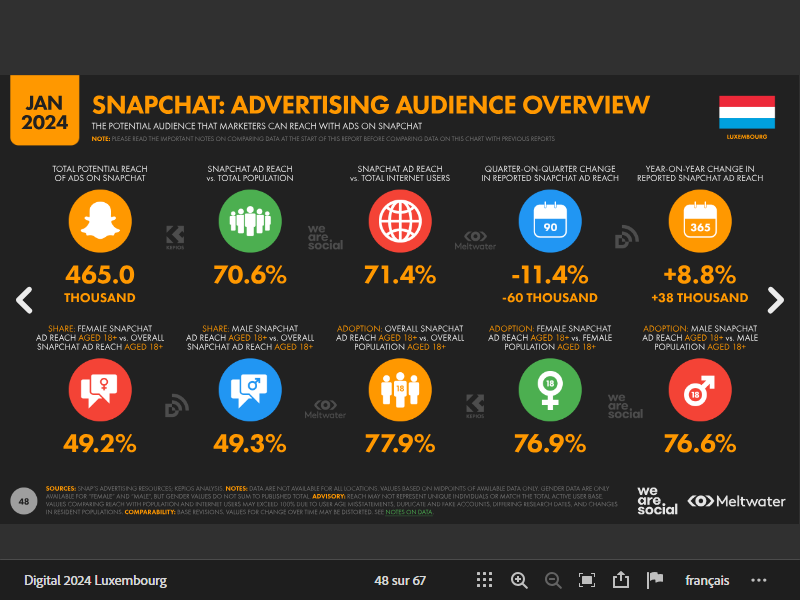 JAN
2024
SNAPCHAT: ADVERTISING AUDIENCE OVERVIEW
THE POTENTIAL AUDIENCE THAT MARKETERS CAN REACH WITH ADS ON SNAPCHAT
NOTE: PLEASE READ THE IMPORTANT NOTES ON COMPARING DATA AT THE START OF THIS REPORT BEFORE COMPARING DATA ON THIS CHART WITH PREVIOUS REPORTS
LUXEMBOURG
TOTAL POTENTIAL REACH
OF ADS ON SNAPCHAT
465.0
THOUSAND
SNAPCHAT AD REACH
vs. TOTAL POPULATION
70.6%
SNAPCHAT AD REACH
vs. TOTAL INTERNET USERS
71.4%
QUARTER-ON-QUARTER CHANGE
IN REPORTED SNAPCHAT AD REACH
90
-11.4%
-60 THOUSAND
YEAR-ON-YEAR CHANGE IN
REPORTED SNAPCHAT AD REACH
365
+8.8%
+38 THOUSAND
KEPIOS
we
are.
social
Meltwater
SHARE: FEMALE SNAPCHAT
AD REACH AGED 18+ vs. OVERALL
SNAPCHAT AD REACH AGED 18+
49.2%
SHARE: MALE SNAPCHAT
AD REACH AGED 18+ vs. OVERALL
SNAPCHAT AD REACH AGED 18+
49.3%
ADOPTION: OVERALL SNAPCHAT
AD REACH AGED 18+ vs. OVERALL
POPULATION AGED 18+
18
77.9%
ADOPTION: FEMALE SNAPCHAT
AD REACH AGED 18+ vs. FEMALE
POPULATION AGED 18+
18
76.9%
ADOPTION: MALE SNAPCHAT
AD REACH AGED 18+ vs. MALE
POPULATION AGED 18+
18
76.6%
Meltwater
KEPIOS
we
are.
social
48
SOURCES: SNAP'S ADVERTISING RESOURCES; KEPIOS ANALYSIS. NOTES: DATA ARE NOT AVAILABLE FOR ALL LOCATIONS. VALUES BASED ON MIDPOINTS OF AVAILABLE DATA ONLY. GENDER DATA ARE ONLY
AVAILABLE FOR "FEMALE" AND "MALE", BUT GENDER VALUES DO NOT SUM TO PUBLISHED TOTAL. ADVISORY: REACH MAY NOT REPRESENT UNIQUE INDIVIDUALS OR MATCH THE TOTAL ACTIVE USER BASE.
VALUES COMPARING REACH WITH POPULATION AND INTERNET USERS MAY EXCEED 100% DUE TO USER AGE MISSTATEMENTS, DUPLICATE AND FAKE ACCOUNTS, DIFFERING RESEARCH DATES, AND CHANGES
IN RESIDENT POPULATIONS. COMPARABILITY: BASE REVISIONS. VALUES FOR CHANGE OVER TIME MAY BE DISTORTED. SEE NOTES ON DATA.
we
are.
social
Meltwater
Digital 2024 Luxembourg
48 sur 67
français